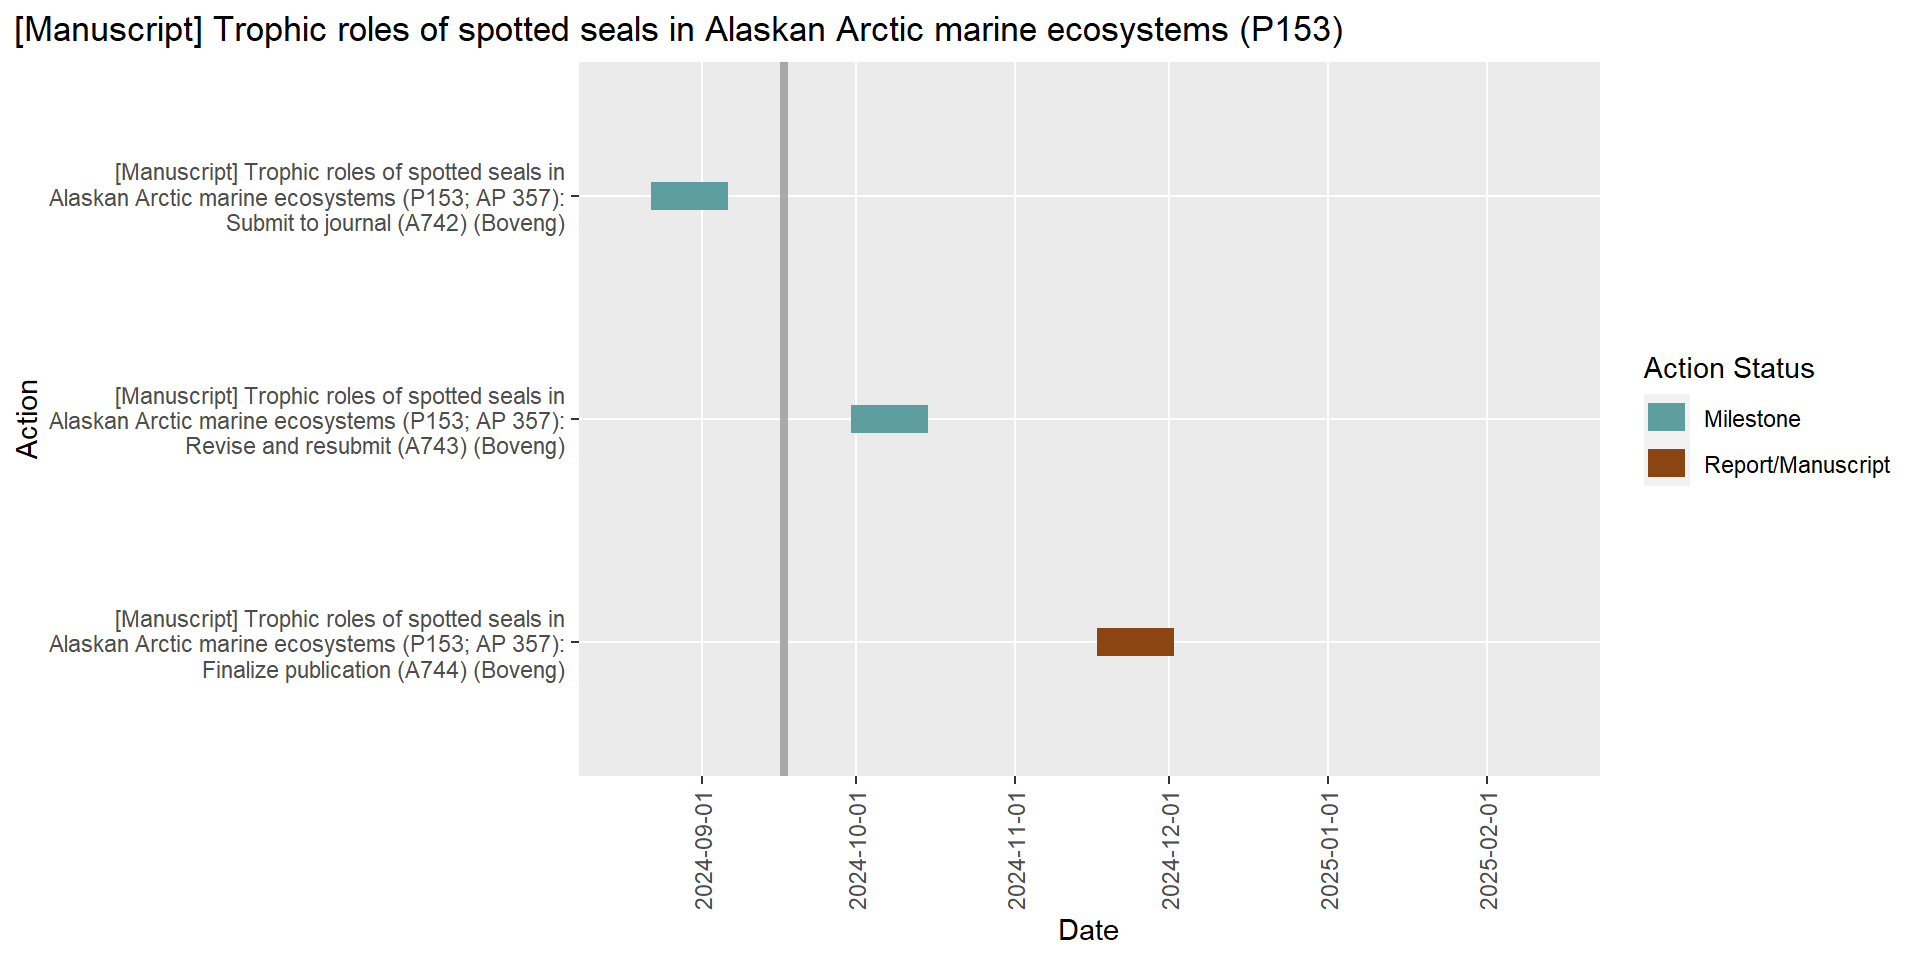 [Manuscript] Trophic roles of spotted seals in Alaskan Arctic marine ecosystems (P153)
Action
[Manuscript] Trophic roles of spotted seals in
Alaskan Arctic marine ecosystems (P153; AP 357):
Submit to journal (A742) (Boveng)
[Manuscript] Trophic roles of spotted seals in
Alaskan Arctic marine ecosystems (P153; AP 357):
Revise and resubmit (A743) (Boveng)
[Manuscript] Trophic roles of spotted seals in
Alaskan Arctic marine ecosystems (P153; AP 357):
Finalize publication (A744) (Boveng)
2024-09-01
2024-10-01
2024-11-01
2024-12-01
2025-01-01
2025-02-01
Date
Action Status
Milestone
Report/Manuscript